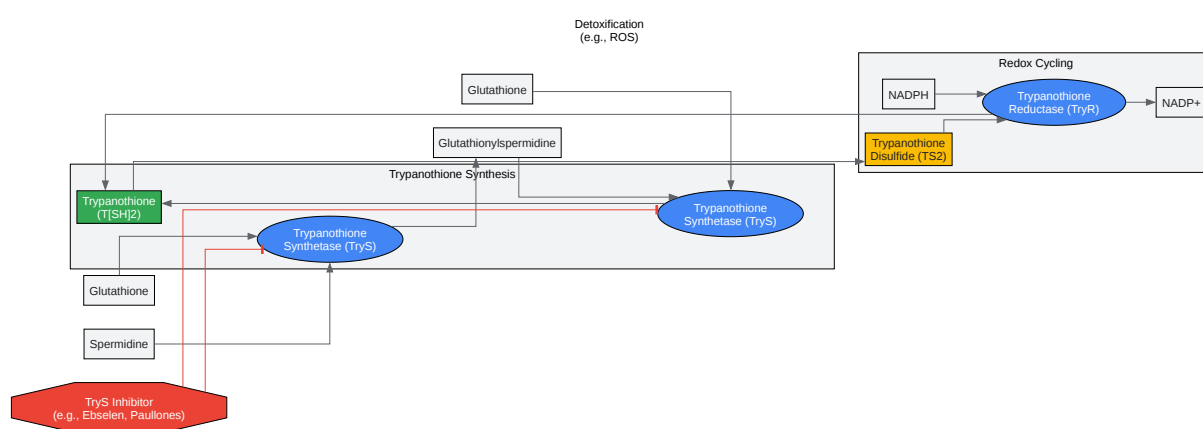 Detoxification
(e.g., ROS)
Redox Cycling
Glutathione
NADPH
Trypanothione
Reductase (TryR)
NADP+
Glutathionylspermidine
Trypanothione
Disulfide (TS2)
Trypanothione Synthesis
Trypanothione
(T[SH]2)
Trypanothione
Synthetase (TryS)
Trypanothione
Synthetase (TryS)
Glutathione
Spermidine
TryS Inhibitor
(e.g., Ebselen, Paullones)